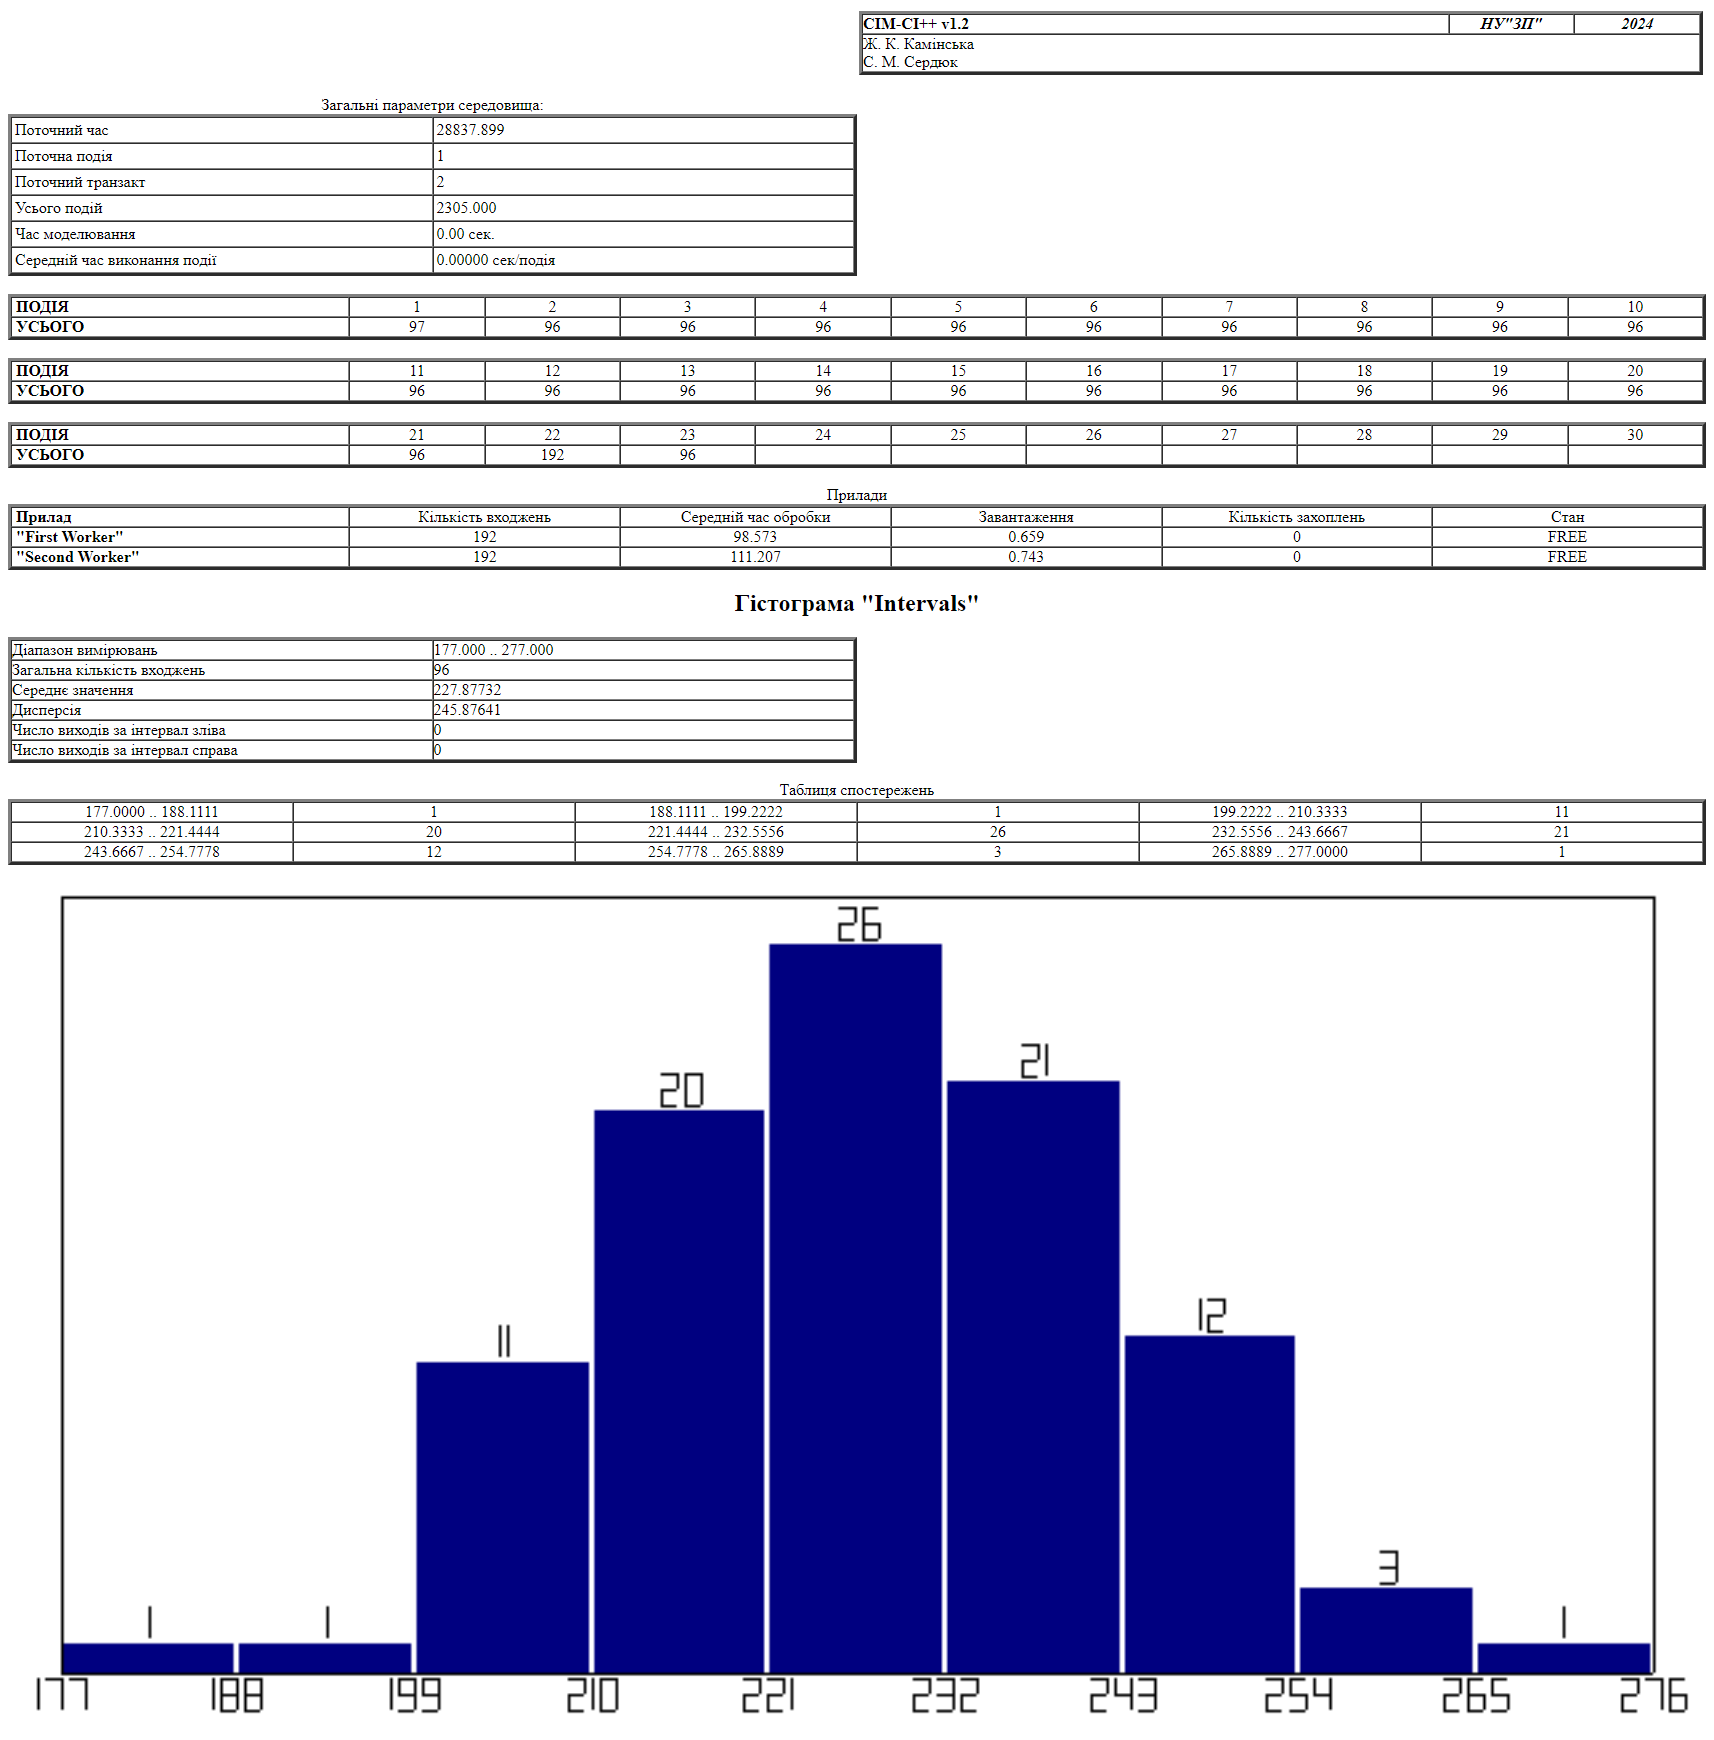 CIM-CI++ v1.2 НУ"ЗП" 2024
Ж. К. Камінська
С. М. Сердюк
Загальні параметри середовища:
Поточний час 28837.899
Поточна подія 1
Поточний транзакт 2
Усього подій 2305.000
Час моделювання 0.00 сек.
Середній час виконання події 0.00000 сек/подія
ПОДІЯ 1 2 3 4 5 6 7 8 9 10
УСЬОГО 97 96 96 96 96 96 96 96 96 96
ПОДІЯ 11 12 13 14 15 16 17 18 19 20
УСЬОГО 96 96 96 96 96 96 96 96 96 96
ПОДІЯ 21 22 23 24 25 26 27 28 29 30
УСЬОГО 96 192 96
Прилади
Прилад Кількість входжень Середній час обробки Завантаження Кількість захоплень Стан
"First Worker" 192 98.573 0.659 0 FREE
"Second Worker" 192 111.207 0.743 0 FREE
Гістограма "Intervals"
Діапазон вимірювань 177.000 .. 277.000
Загальна кількість входжень 96
Середнє значення 227.87732
Дисперсія 245.87641
Число виходів за інтервал зліва 0
Число виходів за інтервал справа 0
Таблиця спостережень
177.0000 .. 188.1111 1 188.1111 .. 199.2222 1 199.2222 .. 210.3333 11
210.3333 .. 221.4444 20 221.4444 .. 232.5556 26 232.5556 .. 243.6667 21
243.6667 .. 254.7778 12 254.7778 .. 265.8889 3 265.8889 .. 277.0000 1
26
21
20
12
11
3
1 1 1
177 188 199 210 221 232 243 254 265 276